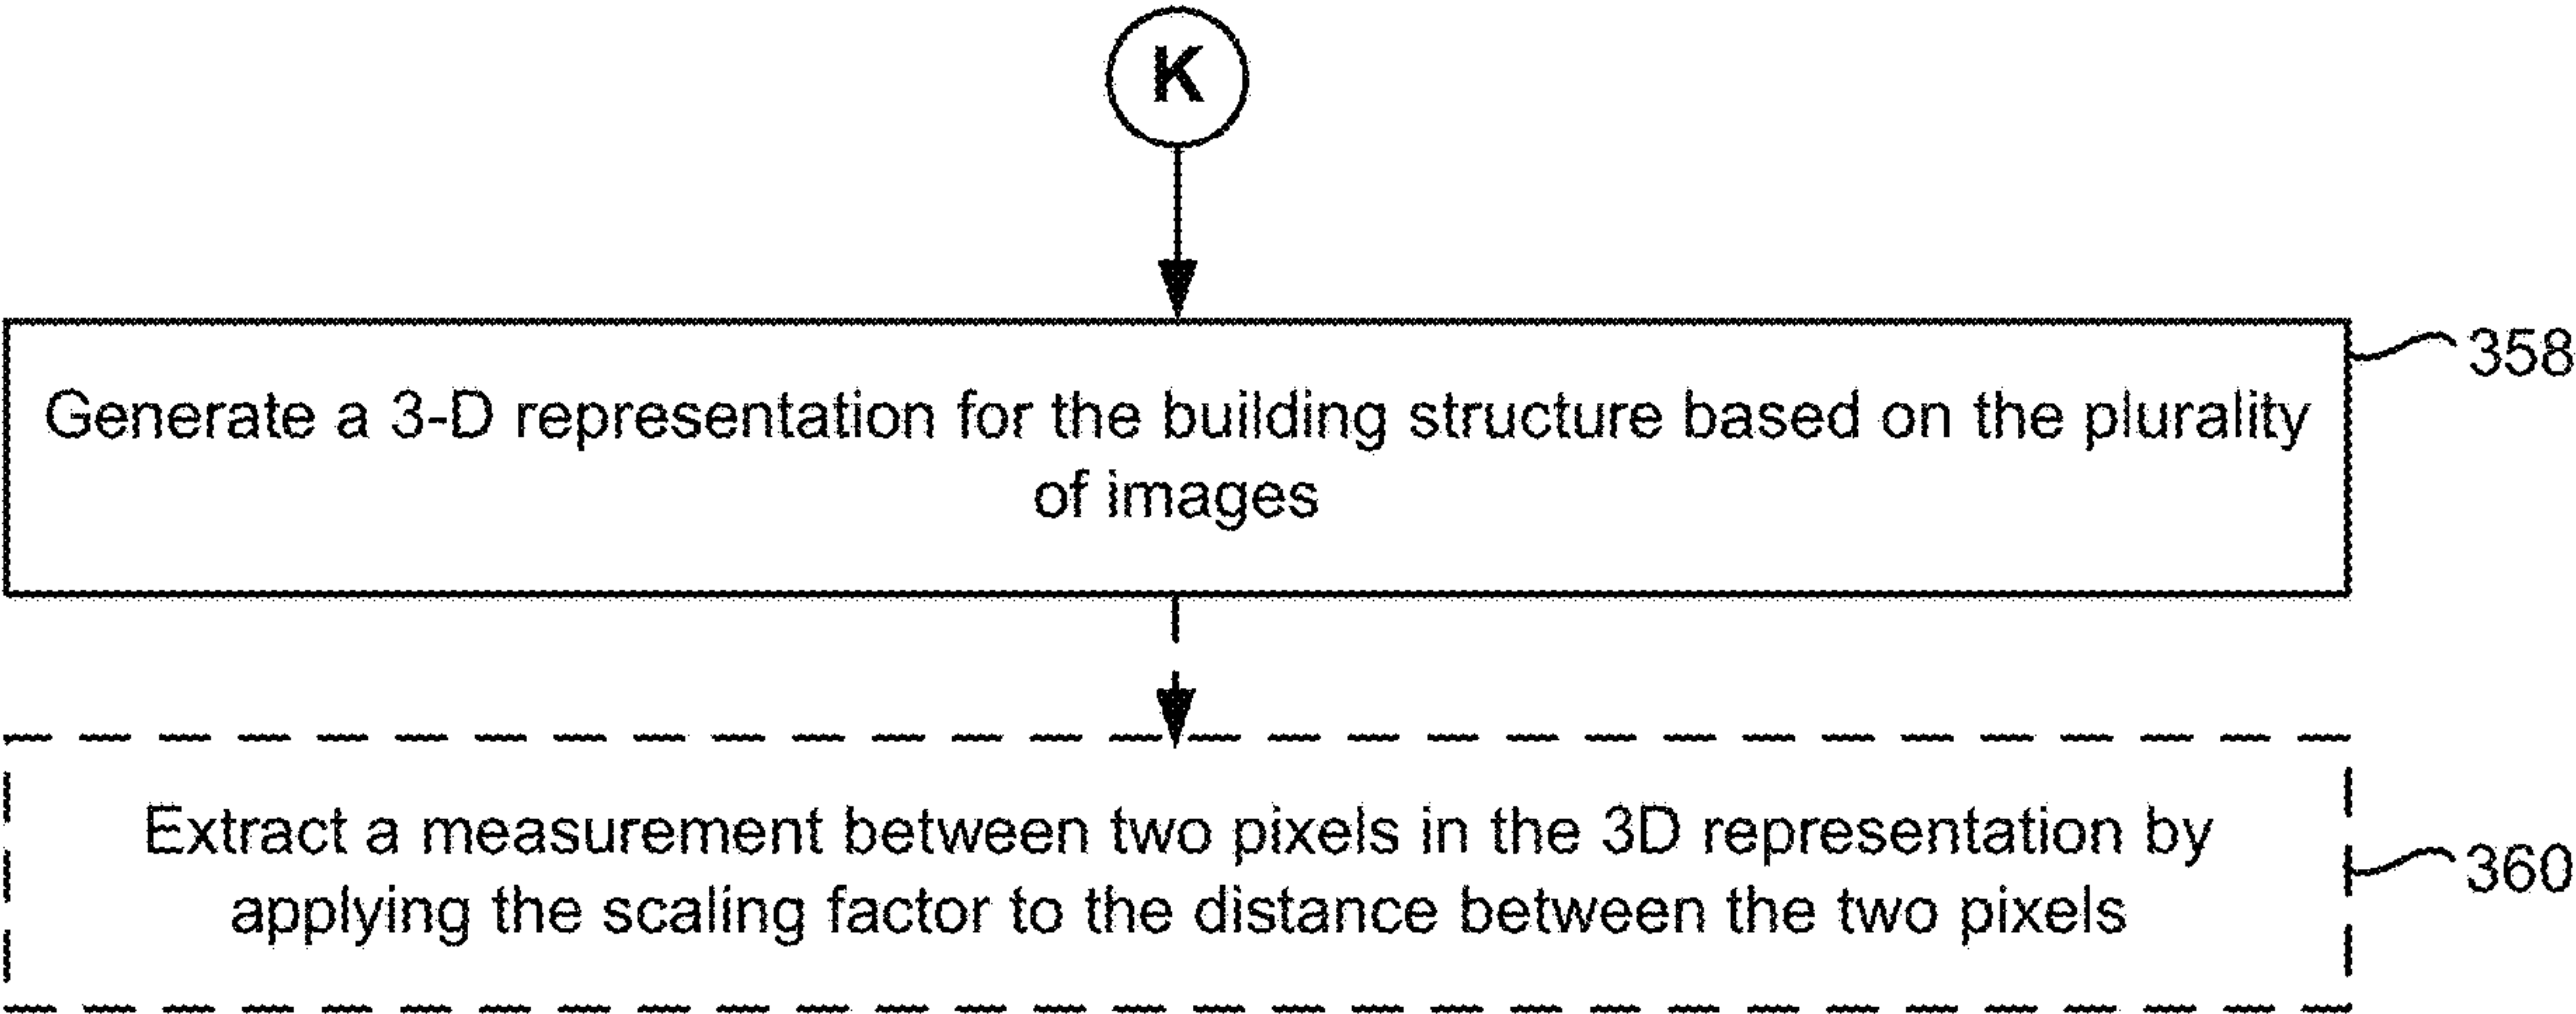 K
358
Generate a 3-D representation for the building structure based on the plurality
of images
Extract a measurement between two pixels in the 3D representation by
360
applying the scaling factor to the distance between the two pixels